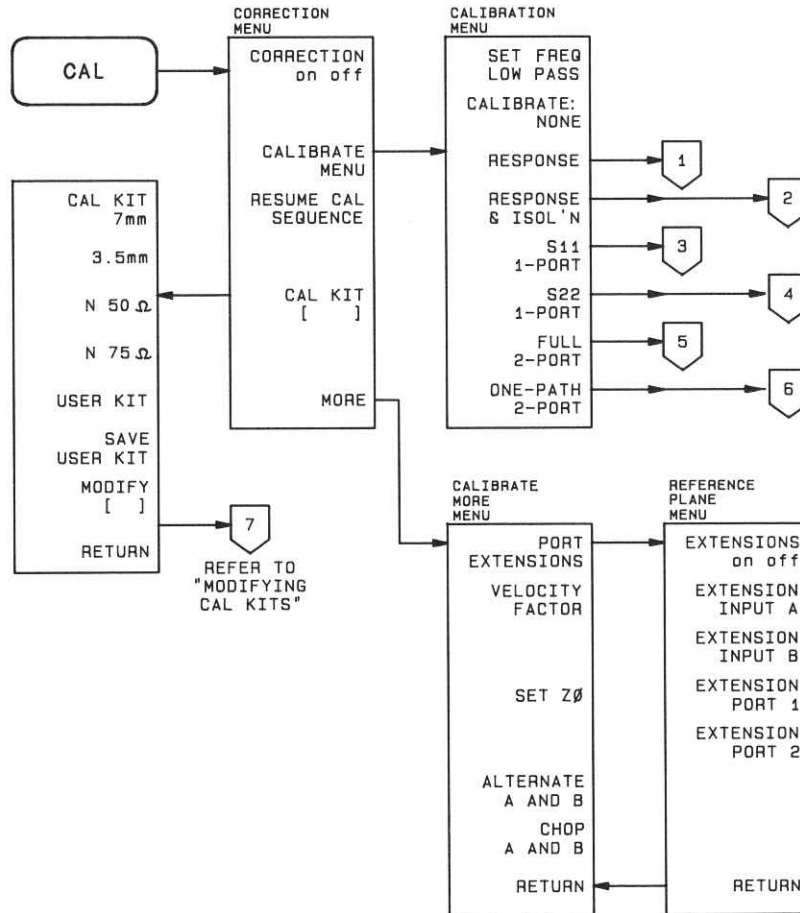 CAL
CORRECTION
MENU
CORRECTION
on off
CALIBRATE
MENU
RESUME CAL
SEQUENCE
CAL KIT
[ ]
MORE
CALIBRATION
MENU
SET FREQ
LOW PASS
CALIBRATE:
NONE
RESPONSE
1
RESPONSE
& ISOL'N
2
S11
1-PORT
3
S22
1-PORT
4
FULL
2-PORT
5
ONE-PATH
2-PORT
6
CAL KIT
7mm
3.5mm
N 50 Ω
N 75 Ω
USER KIT
SAVE
USER KIT
MODIFY
[ ]
RETURN
7
REFER TO
"MODIFYING
CAL KITS"
CALIBRATE
MORE
MENU
PORT
EXTENSIONS
VELOCITY
FACTOR
SET ZØ
ALTERNATE
A AND B
CHOP
A AND B
RETURN
REFERENCE
PLANE
MENU
EXTENSIONS
on off
EXTENSION
INPUT A
EXTENSION
INPUT B
EXTENSION
PORT 1
EXTENSION
PORT 2
RETURN